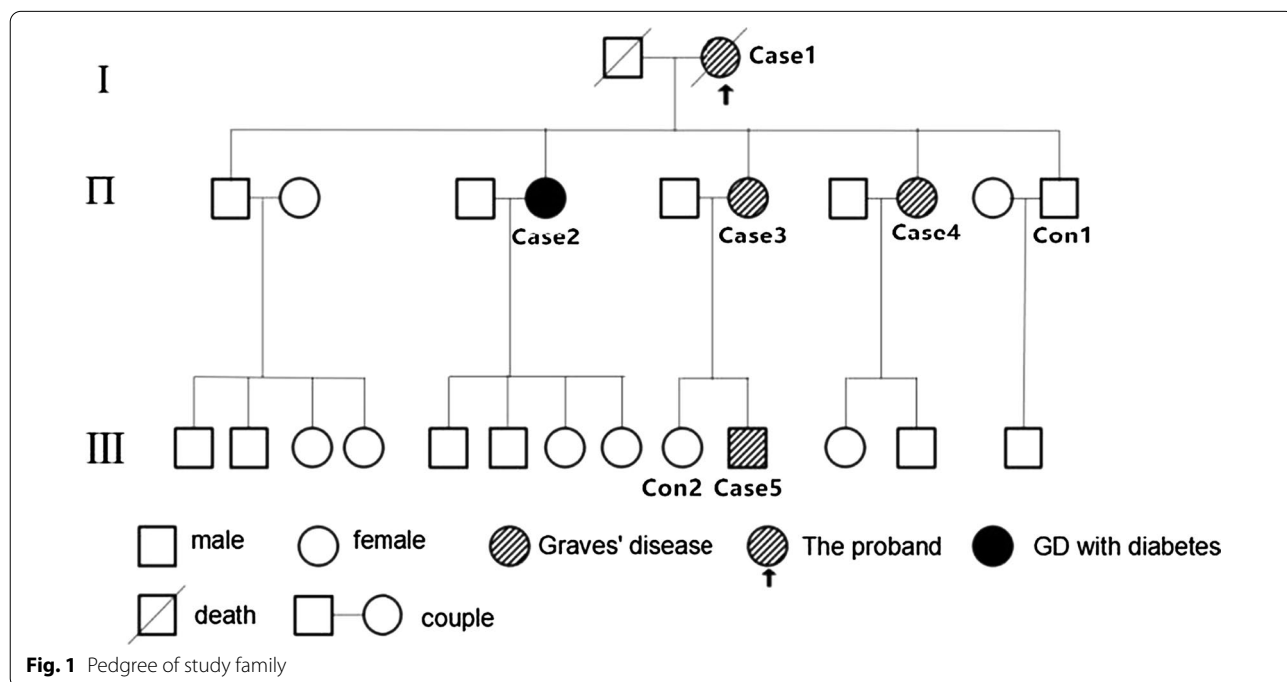 I
Case1
Π
Case2
Case3
Case4
Con1
III
Con2 Case5
male
female
Graves' disease
The proband
GD with diabetes
death
couple
Fig. 1 Pedgree of study family